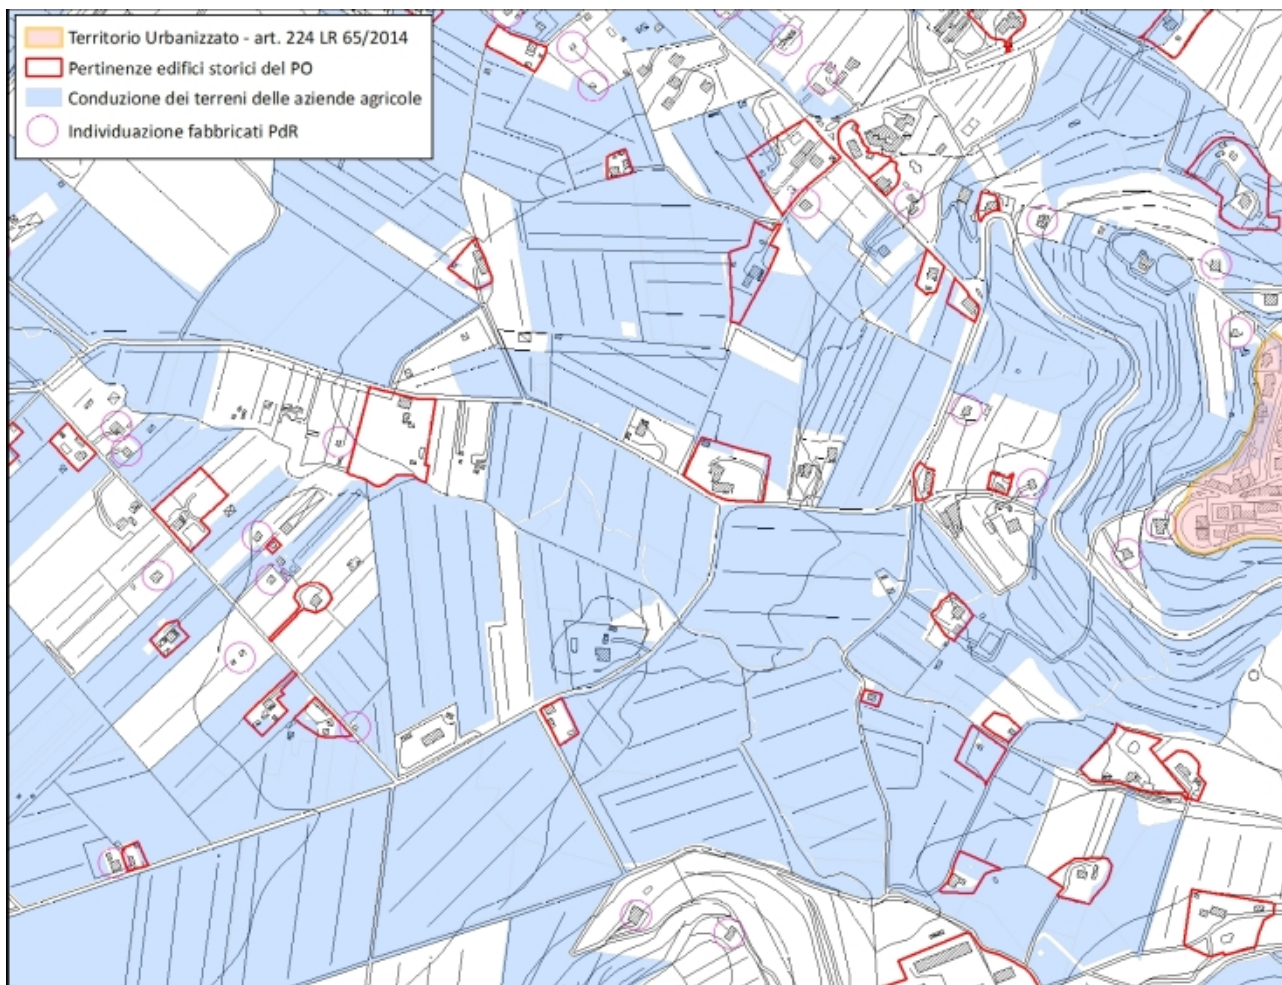 Territorio Urbanizzato - art. 224 LR 65/2014
Pertinenze edifici storici del PO
Conduzione dei terreni delle aziende agricole
Individuazione fabbricati PdR